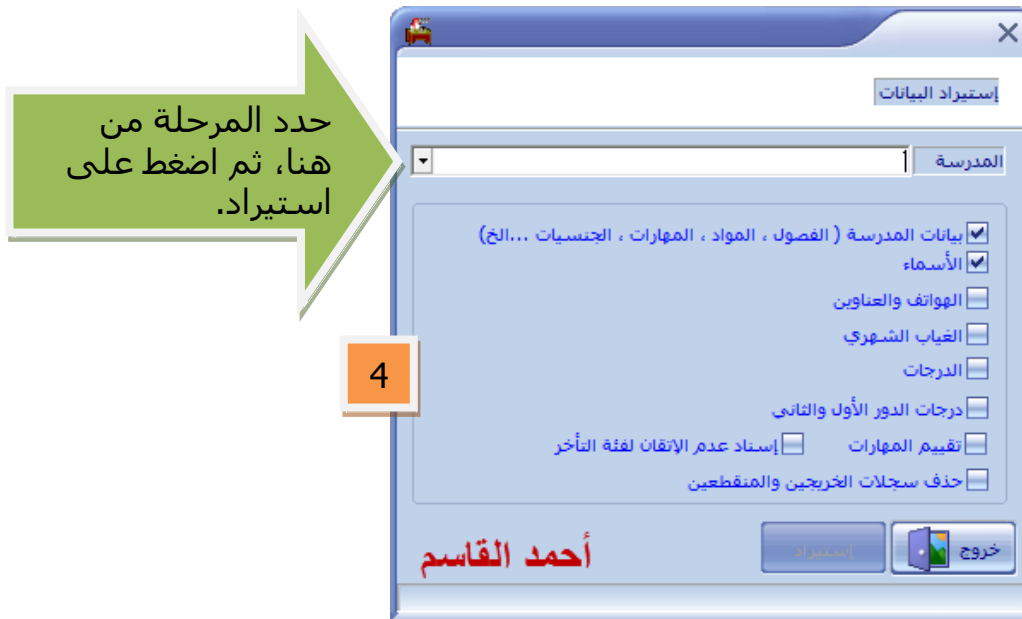 إستيراد البيانات
حدد المرحلة من
هنا، ثم اضغط على
استيراد.
المدرسة
بيانات المدرسة ( الفصول ، المواد ، المهارات ، الجنسيات ...الخ)
الأسماء
الهواتف والعناوين
الغياب الشهري
الدرجات
4
درجات الدور الأول والثاني
تقييم المهارات إسناد عدم الإتقان لفئة التأخر
حذف سجلات الخريجين والمنقطعين
خروج إستيراد
أحمد القاسم